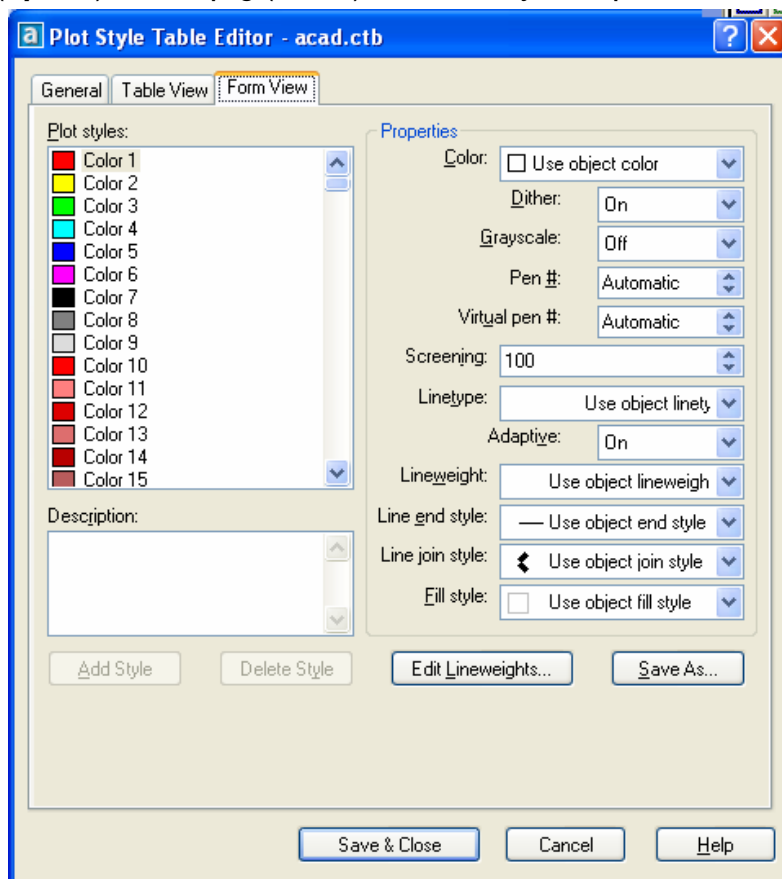 Plot Style Table Editor - acad.ctb
General Table View Form View
Plot styles:
Color 1
Color 2
Color 3
Color 4
Color 5
Color 6
Color 7
Color 8
Color 9
Color 10
Color 11
Color 12
Color 13
Color 14
Color 15
Description:
Add Style Delete Style
Properties
Color: Use object color
Dither: On
Grayscale: Off
Pen #: Automatic
Virtual pen #: Automatic
Screening: 100
Linetype: Use object linety
Adaptive: On
Lineweight: Use object lineweigh
Line end style: Use object end style
Line join style: Use object join style
Fill style: Use object fill style
Edit Lineweights... Save As...
Save & Close Cancel Help